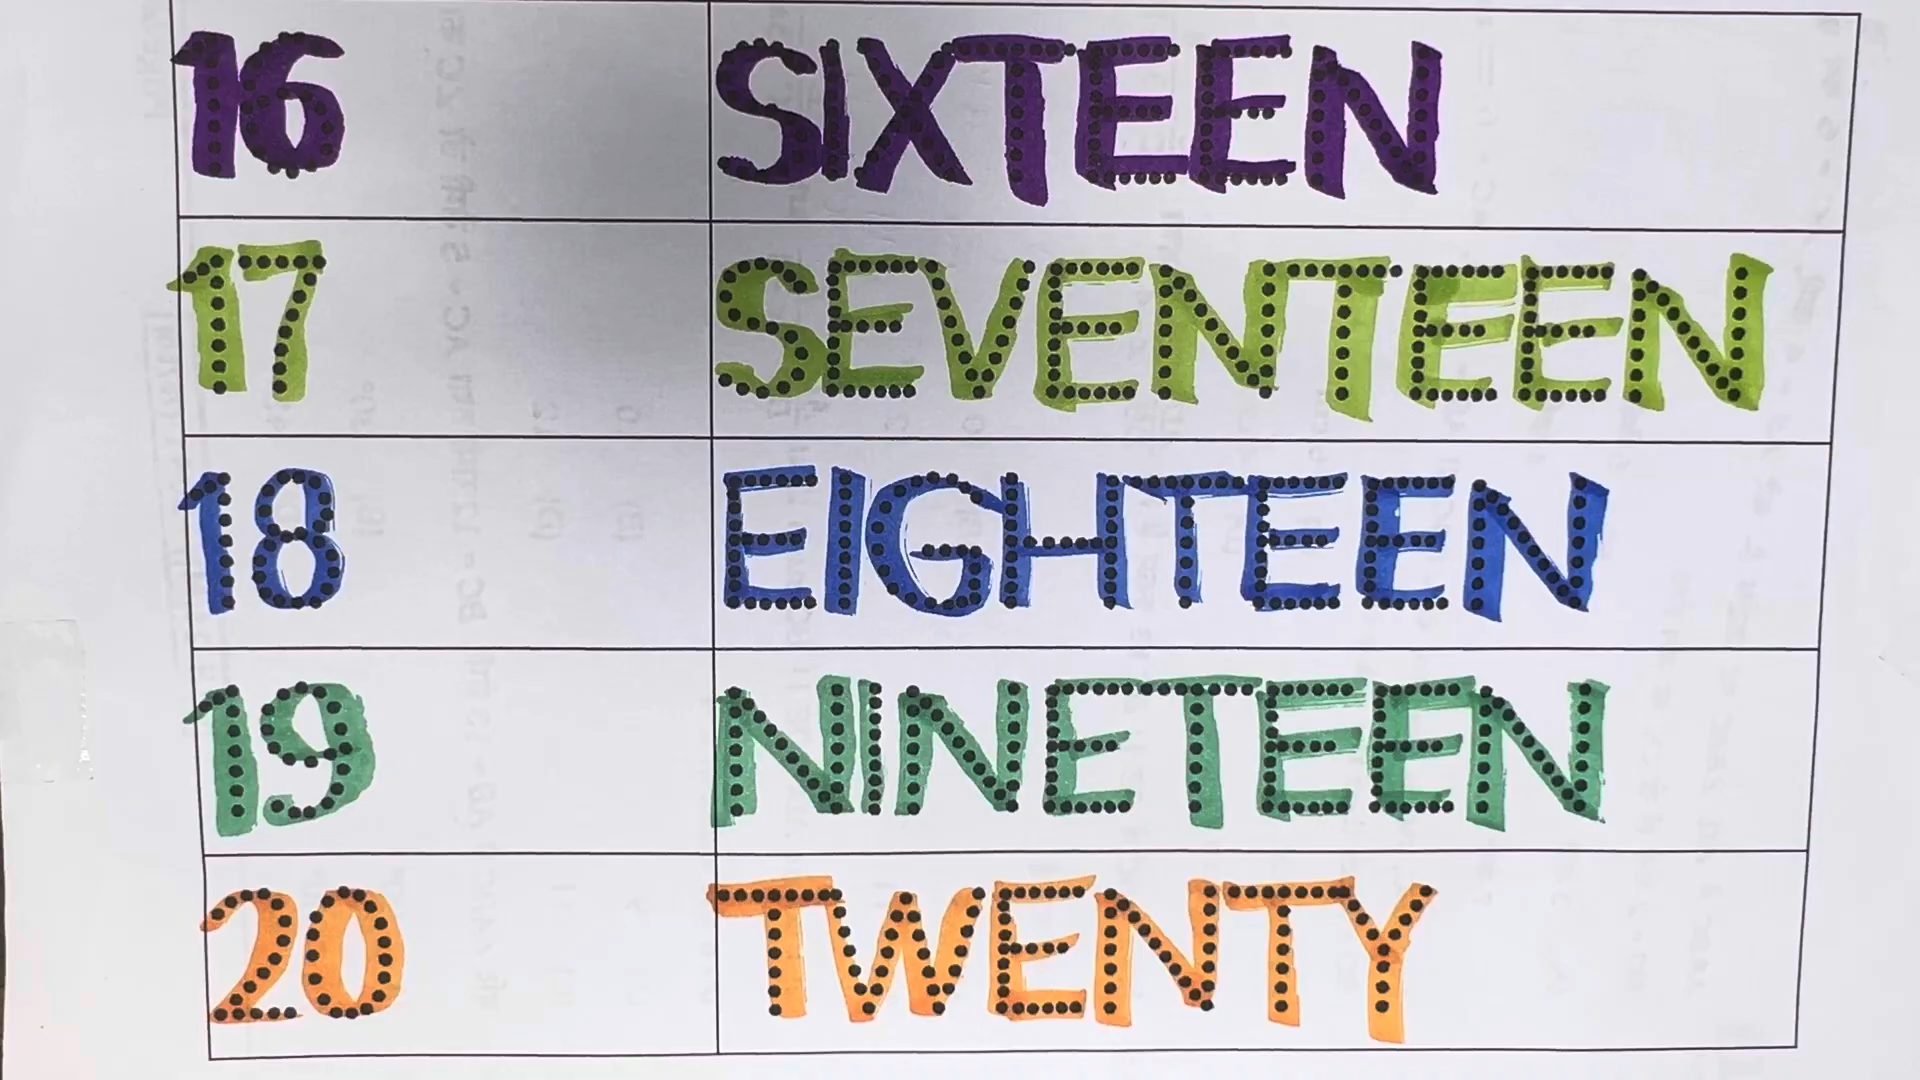 16 SIXTEEN
17 SEVENTEEN
18 EIGHTEEN
19 NINETEEN
20 TWENTY